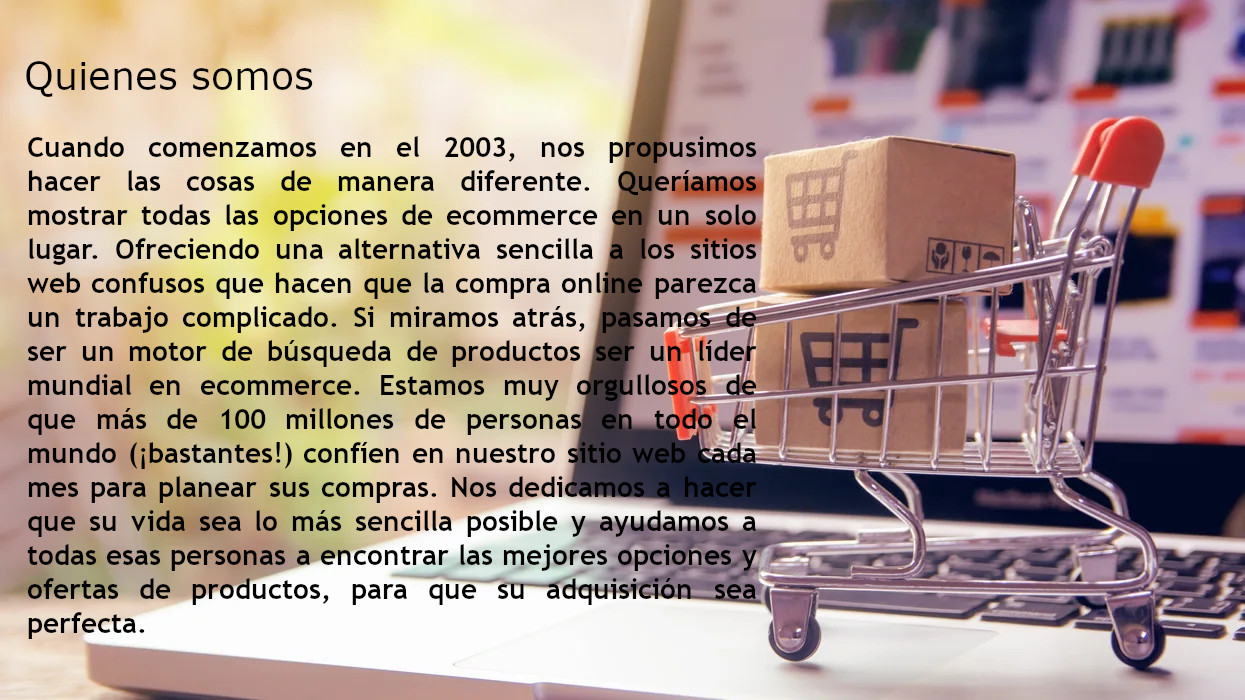 Quienes somos
Cuando comenzamos en el 2003, nos propusimos
hacer las cosas de manera diferente. Queríamos
mostrar todas las opciones de ecommerce en un solo
lugar. Ofreciendo una alternativa sencilla a los sitios
web confusos que hacen que la compra online parezca
un trabajo complicado. Si miramos atrás, pasamos de
ser un motor de búsqueda de productos ser un líder
mundial en ecommerce. Estamos muy orgullosos de
que más de 100 millones de personas en todo el
mundo (¡bastantes!) confíen en nuestro sitio web cada
mes para planear sus compras. Nos dedicamos a hacer
que su vida sea lo más sencilla posible y ayudamos a
todas esas personas a encontrar las mejores opciones y
ofertas de productos, para que su adquisición sea
perfecta.